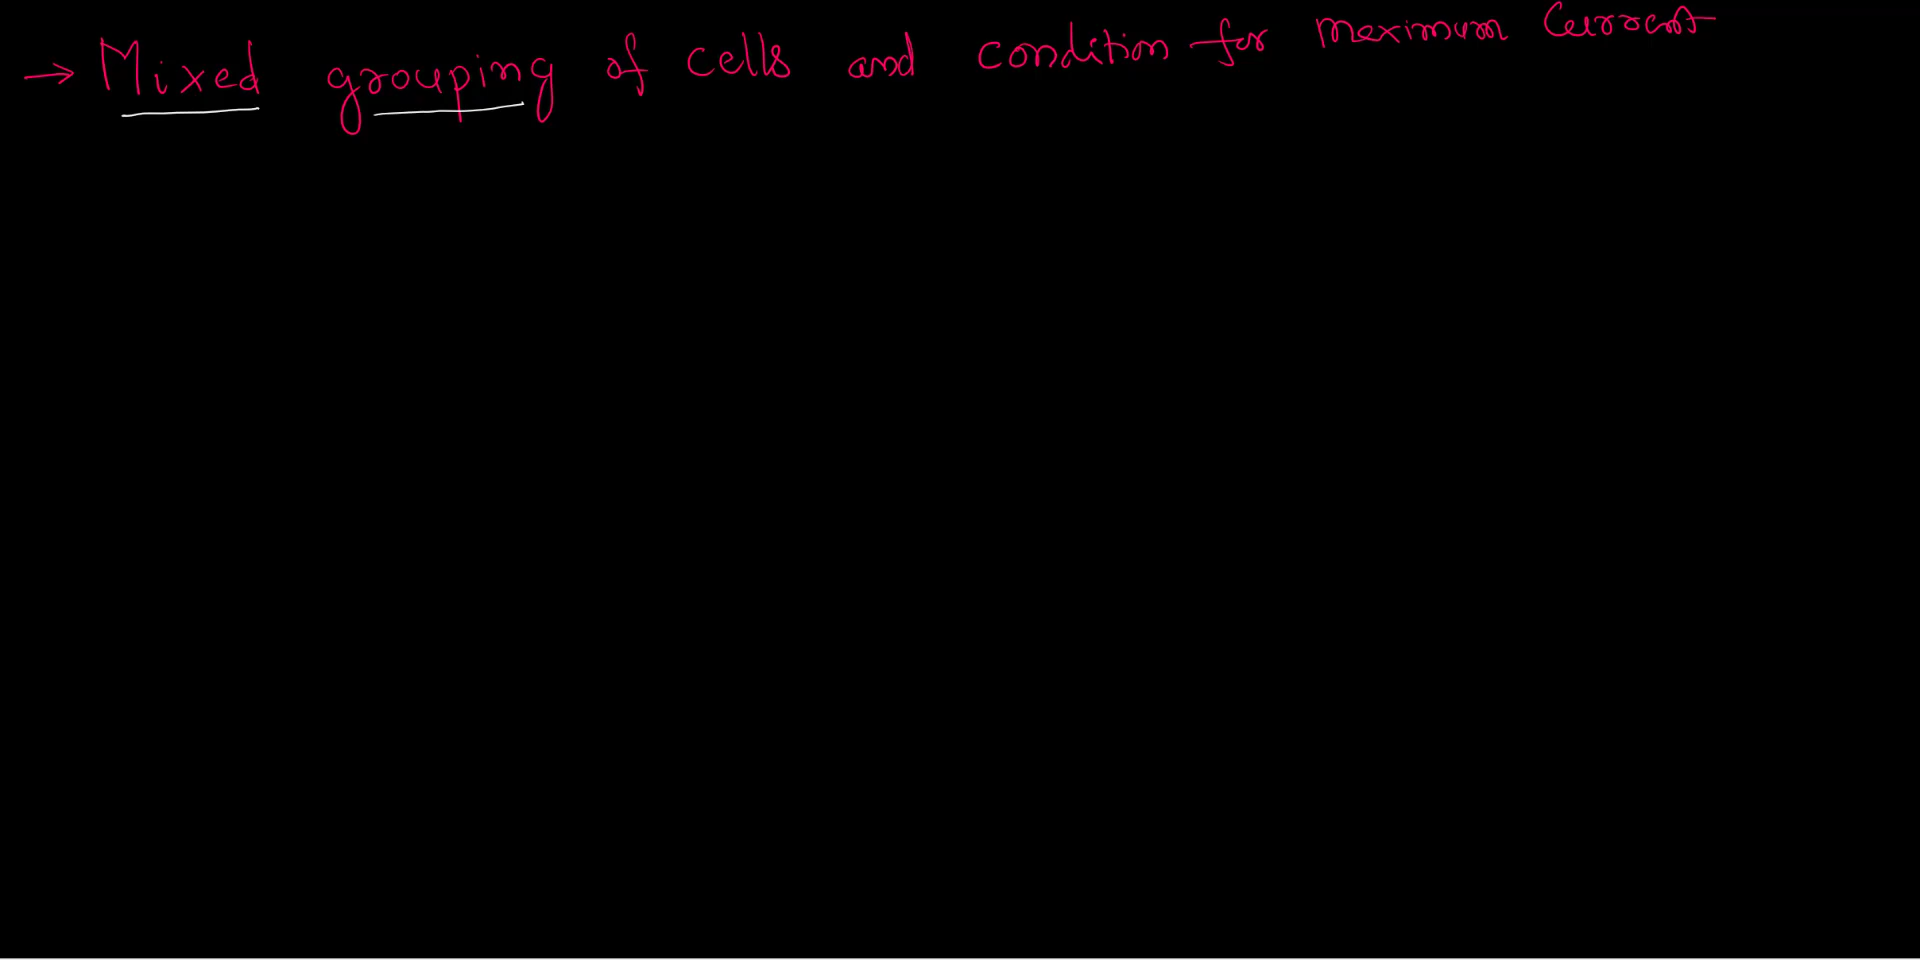 → Mixed grouping of cells and condition for maximum Current